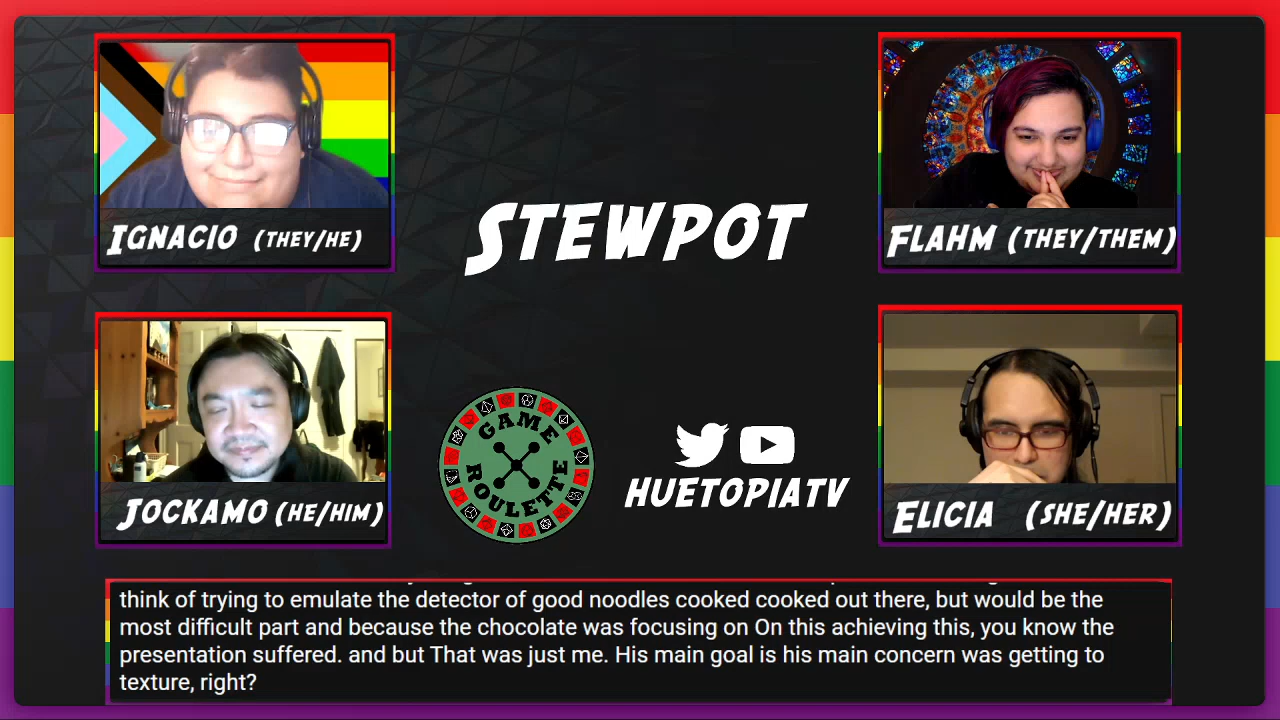 IGNACIO (THEY/HE)
FLAHM (THEY/THEM)
STEWPOT
JOCKAMO (HE/HIM)
GAME
ROULETTE
HUETOPIATV
ELICIA (SHE/HER)
think of trying to emulate the detector of good noodles cooked cooked out there, but would be the
most difficult part and because the chocolate was focusing on On this achieving this, you know the
presentation suffered. and but That was just me. His main goal is his main concern was getting to
texture, right?